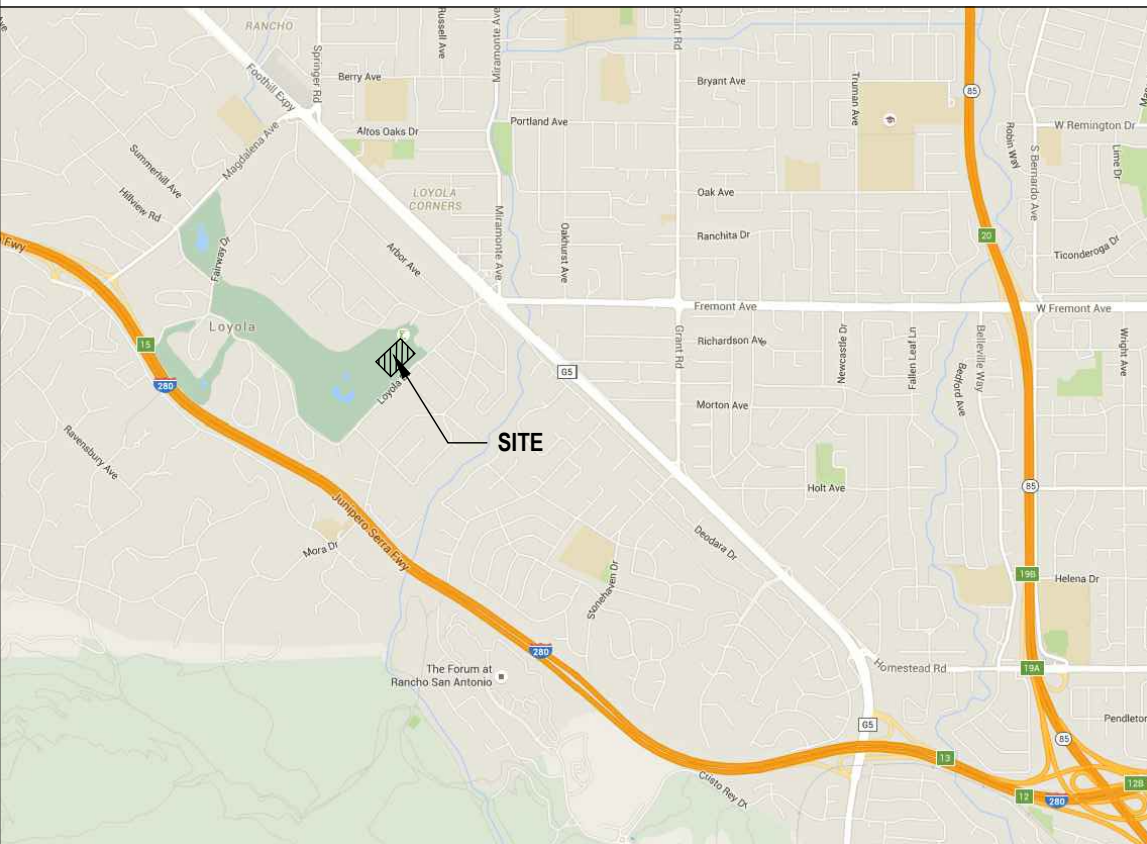 RANCHO
Russell Ave
Miramonte Ave
Grant Rd
Springer Rd
Foothill Expy
Berry Ave
Bryant Ave
Truman Ave
85
Robin Way
S Bernardo Ave
W Remington Dr
Lime Dr
Portland Ave
Altos Oaks Dr
Magdalena Ave
Summerhill Ave
Hillview Rd
LOYOLA
CORNERS
Miramonte Ave
Oak Ave
Oakhurst Ave
Ranchita Dr
20
Ticonderoga Dr
Fwy
Fairway Dr
Arbor Ave
Fremont Ave
W Fremont Ave
Loyola
15
280
Loyola
Grant Rd
Richardson Av
Newcastle Dr
Fallen Leaf Ln
Belleville Way
Bedford Ave
Wright Ave
G5
Morton Ave
SITE
Ravensbury Ave
Holt Ave
85
Junipero Serra Fwy
Mora Dr
Deodara Dr
Stonehaven Dr
19B
Helena Dr
280
The Forum at
Rancho San Antonio
Homestead Rd
19A
G5
Pendleton
85
13
Custo Rey Dr
12
280
12B